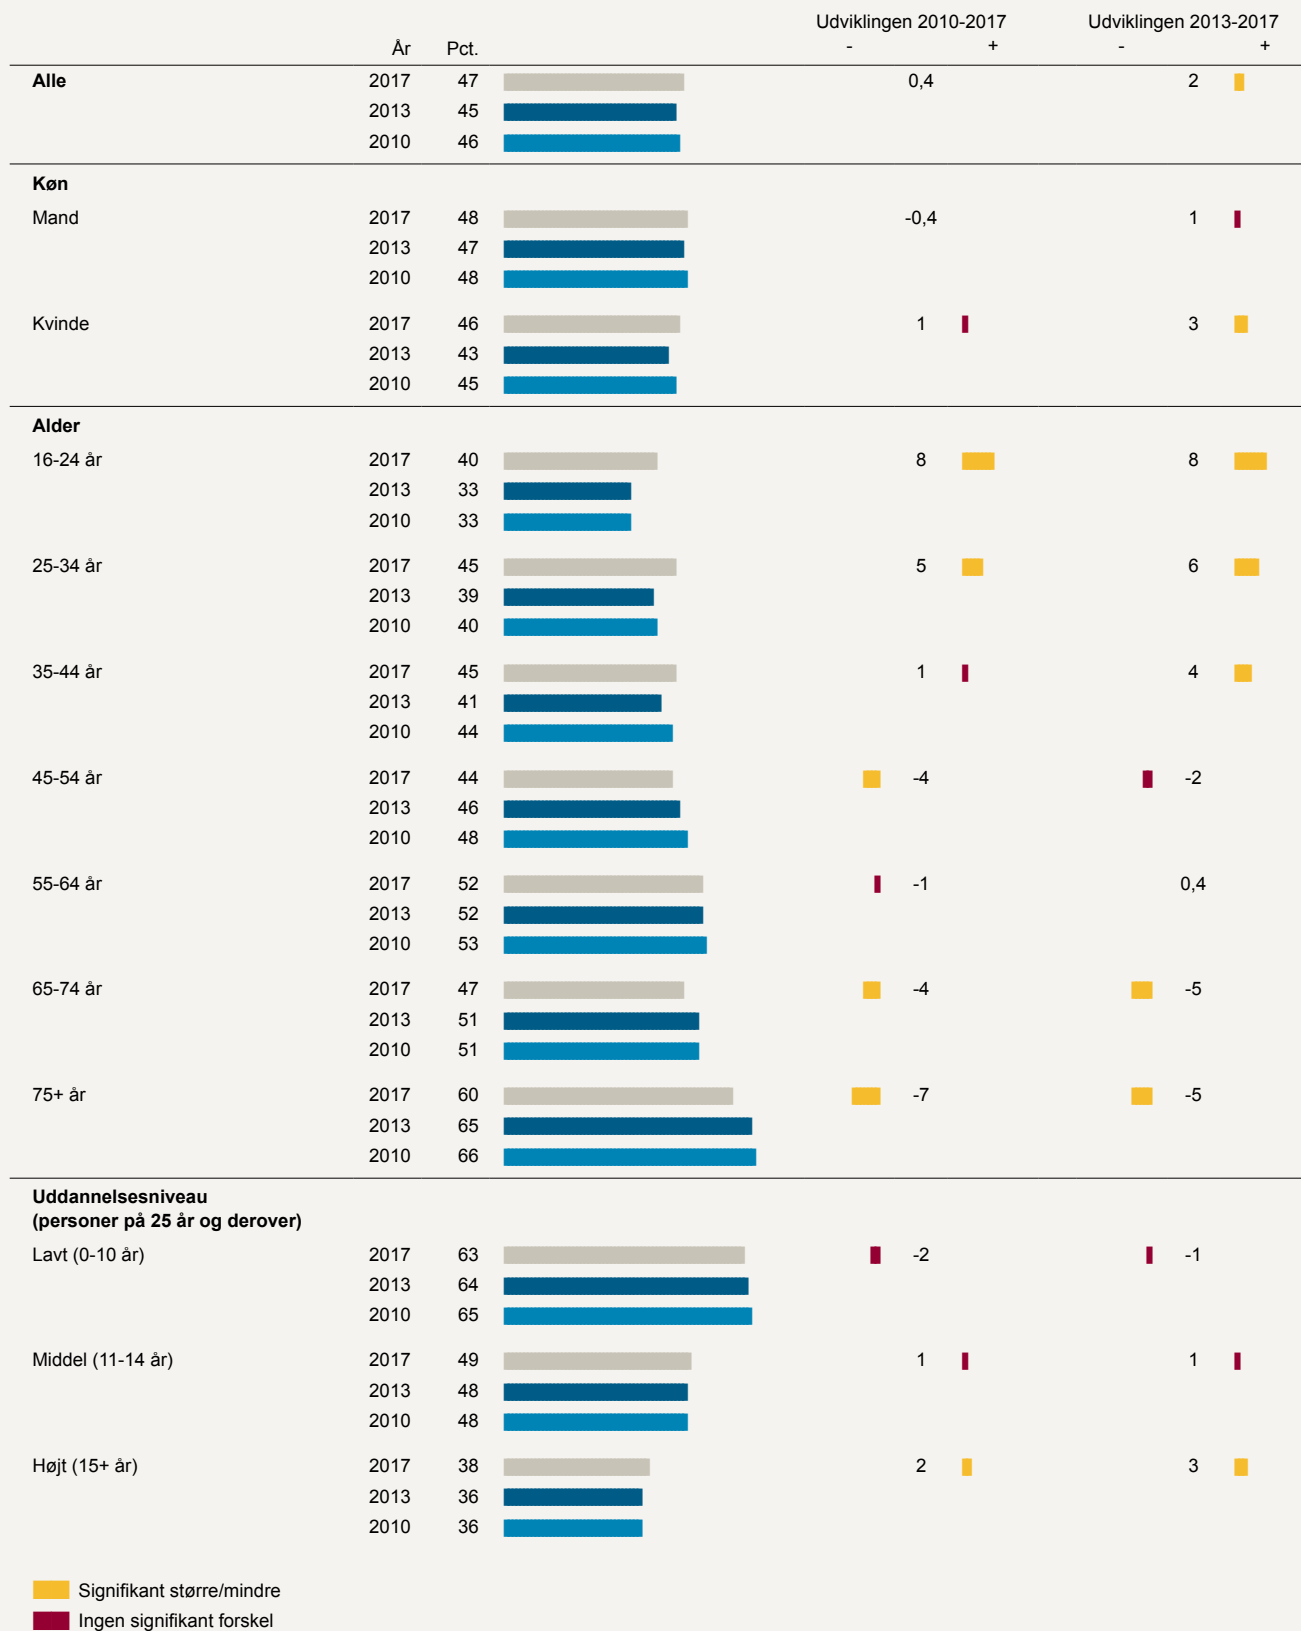 Udviklingen 2010-2017 Udviklingen 2013-2017
År Pct. - + - +
Alle 2017 47 0,4 2
2013 45
2010 46
Køn
Mand 2017 48 -0,4 1
2013 47
2010 48
Kvinde 2017 46 1 3
2013 43
2010 45
Alder
16-24 år 2017 40 8 8
2013 33
2010 33
25-34 år 2017 45 5 6
2013 39
2010 40
35-44 år 2017 45 1 4
2013 41
2010 44
45-54 år 2017 44 -4 -2
2013 46
2010 48
55-64 år 2017 52 -1 0,4
2013 52
2010 53
65-74 år 2017 47 -4 -5
2013 51
2010 51
75+ år 2017 60 -7 -5
2013 65
2010 66
Uddannelsesniveau
(personer på 25 år og derover)
Lavt (0-10 år) 2017 63 -2 -1
2013 64
2010 65
Middel (11-14 år) 2017 49 1 1
2013 48
2010 48
Højt (15+ år) 2017 38 2 3
2013 36
2010 36
Signifikant større/mindre
Ingen signifikant forskel